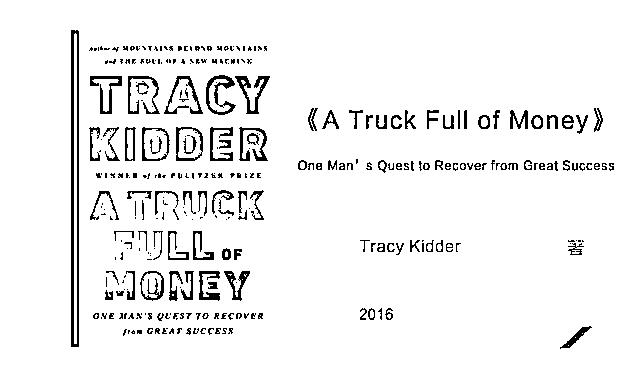 Author of MOUNTAINS BEYOND MOUNTAINS
and THE SOUL OF A NEW MACHINE
TRACY
KIDDER
WINNER of the PULITZER PRIZE
A TRUCK
FULL OF
MONEY
ONE MAN'S QUEST TO RECOVER
from GREAT SUCCESS
《A Truck Full of Money》
One Man's Quest to Recover from Great Success
Tracy Kidder 著
2016